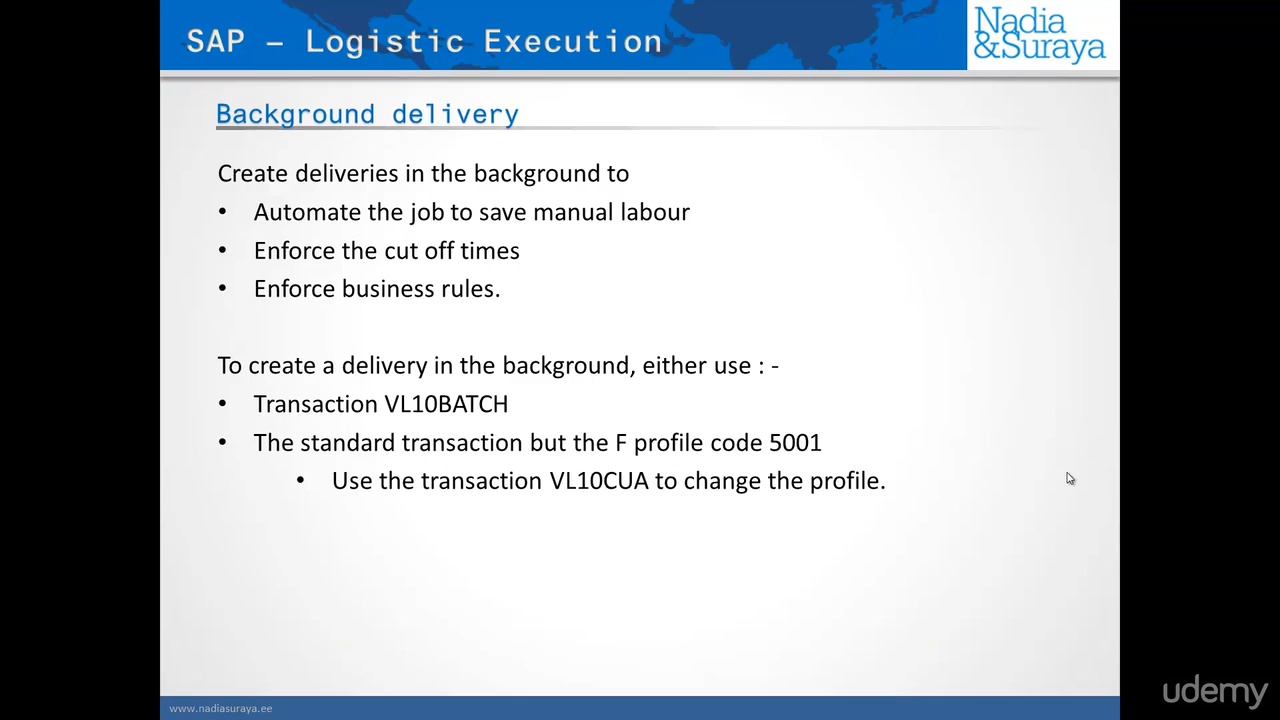 SAP – Logistic Execution
Nadia
&Suraya
Background delivery
Create deliveries in the background to
• Automate the job to save manual labour
• Enforce the cut off times
• Enforce business rules.
To create a delivery in the background, either use : -
• Transaction VL10BATCH
• The standard transaction but the F profile code 5001
• Use the transaction VL10CUA to change the profile.
www.nadiasuraya.ee
udemy